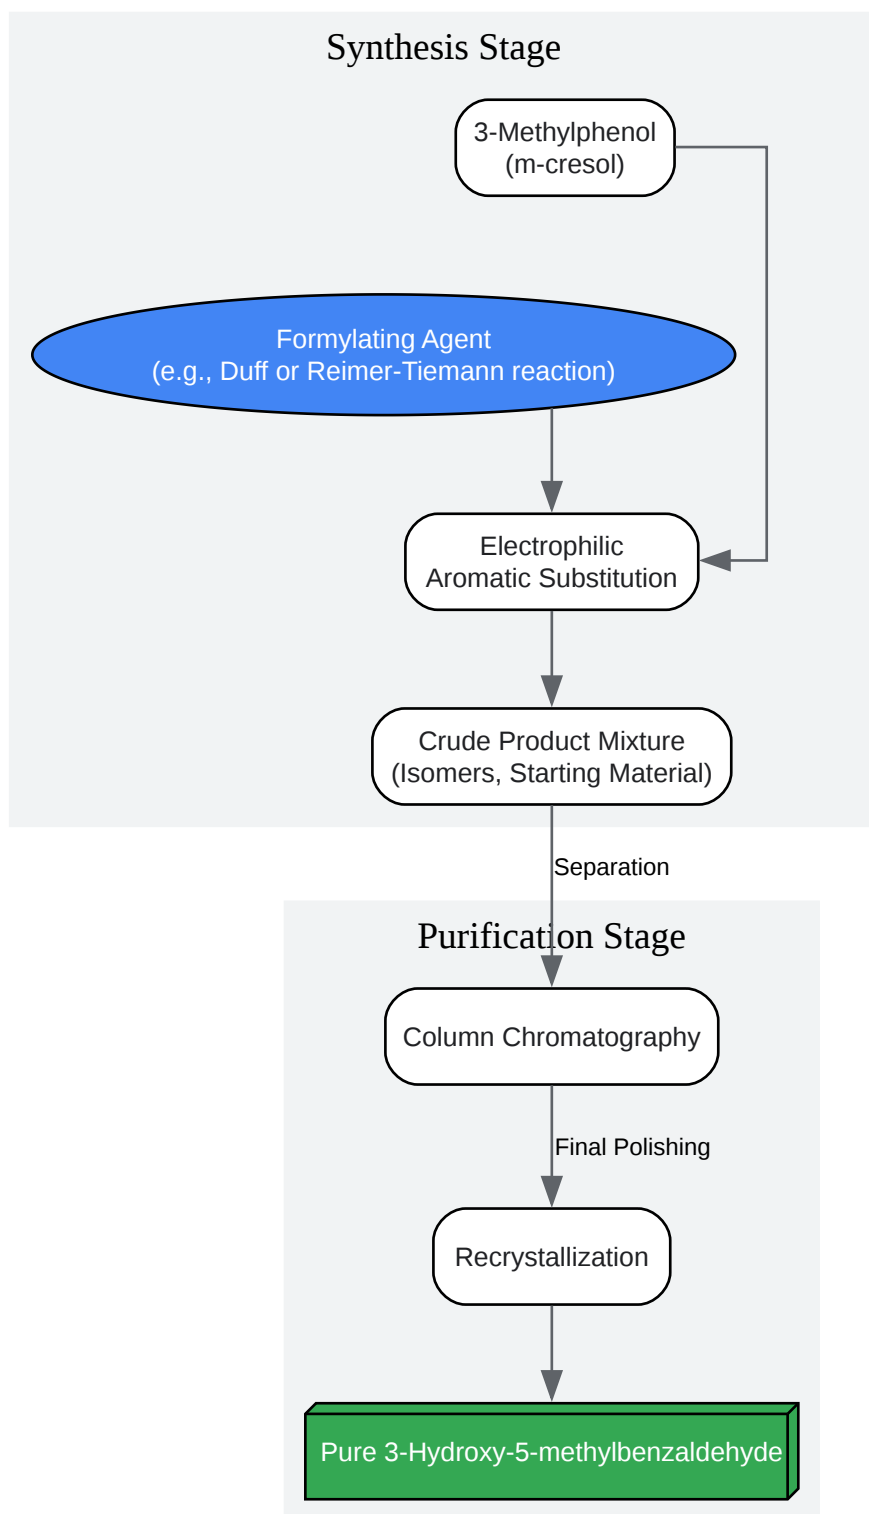 Synthesis Stage
3-Methylphenol
(m-cresol)
Formylating Agent
(e.g., Duff or Reimer-Tiemann reaction)
Electrophilic
Aromatic Substitution
Crude Product Mixture
(Isomers, Starting Material)
Separation
Purification Stage
Column Chromatography
Final Polishing
Recrystallization
Pure 3-Hydroxy-5-methylbenzaldehyde